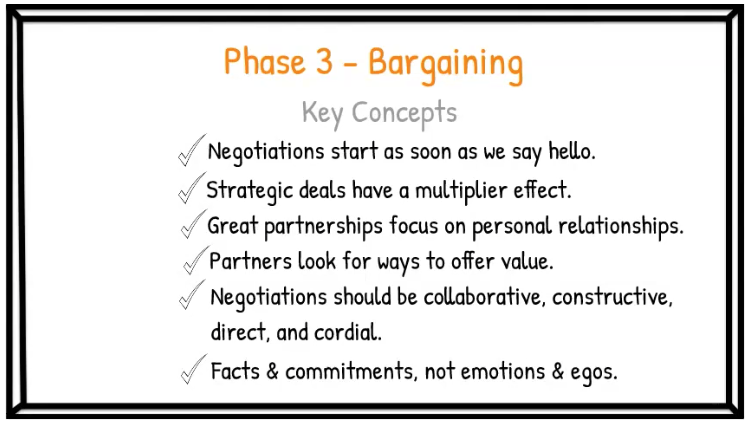 Phase 3 - Bargaining
Key Concepts
Negotiations start as soon as we say hello.
Strategic deals have a multiplier effect.
Great partnerships focus on personal relationships.
Partners look for ways to offer value.
Negotiations should be collaborative, constructive,
direct, and cordial.
Facts & commitments, not emotions & egos.